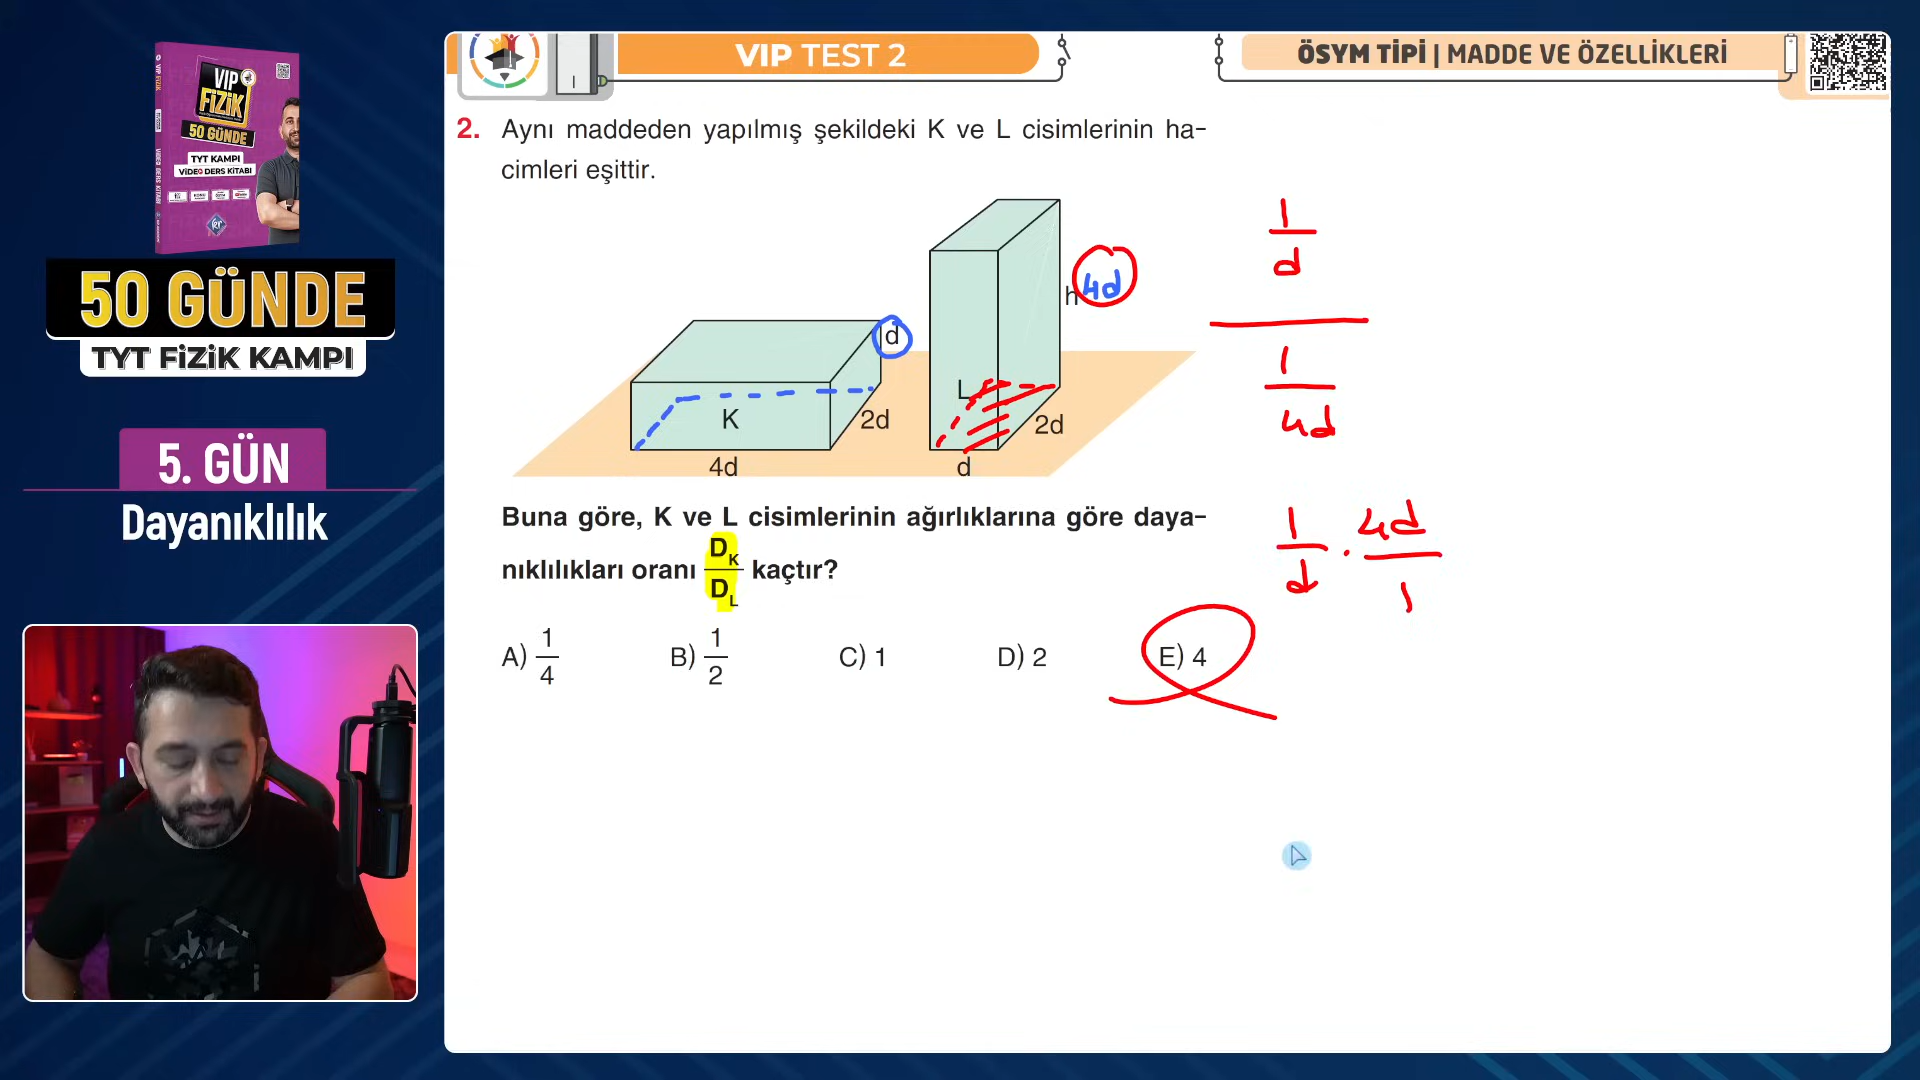 VIP
FİZİK
50 GÜNDE
TYT KAMPI
VİDEO DERS KİTABI
50 GÜNDE
TYT FİZİK KAMPI
5. GÜN
Dayanıklılık
VIP TEST 2
ÖSYM TİPİ | MADDE VE ÖZELLİKLERİ
2. Aynı maddeden yapılmış şekildeki K ve L cisimlerinin ha-
cimleri eşittir.
d
K
2d
4d
h
4d
L
2d
d
Buna göre, K ve L cisimlerinin ağırlıklarına göre daya-
nıklılıkları oranı D_K/D_L kaçtır?
A) 1/4 B) 1/2 C) 1 D) 2 E) 4
1
d
1
4d
1/d . 4d/1